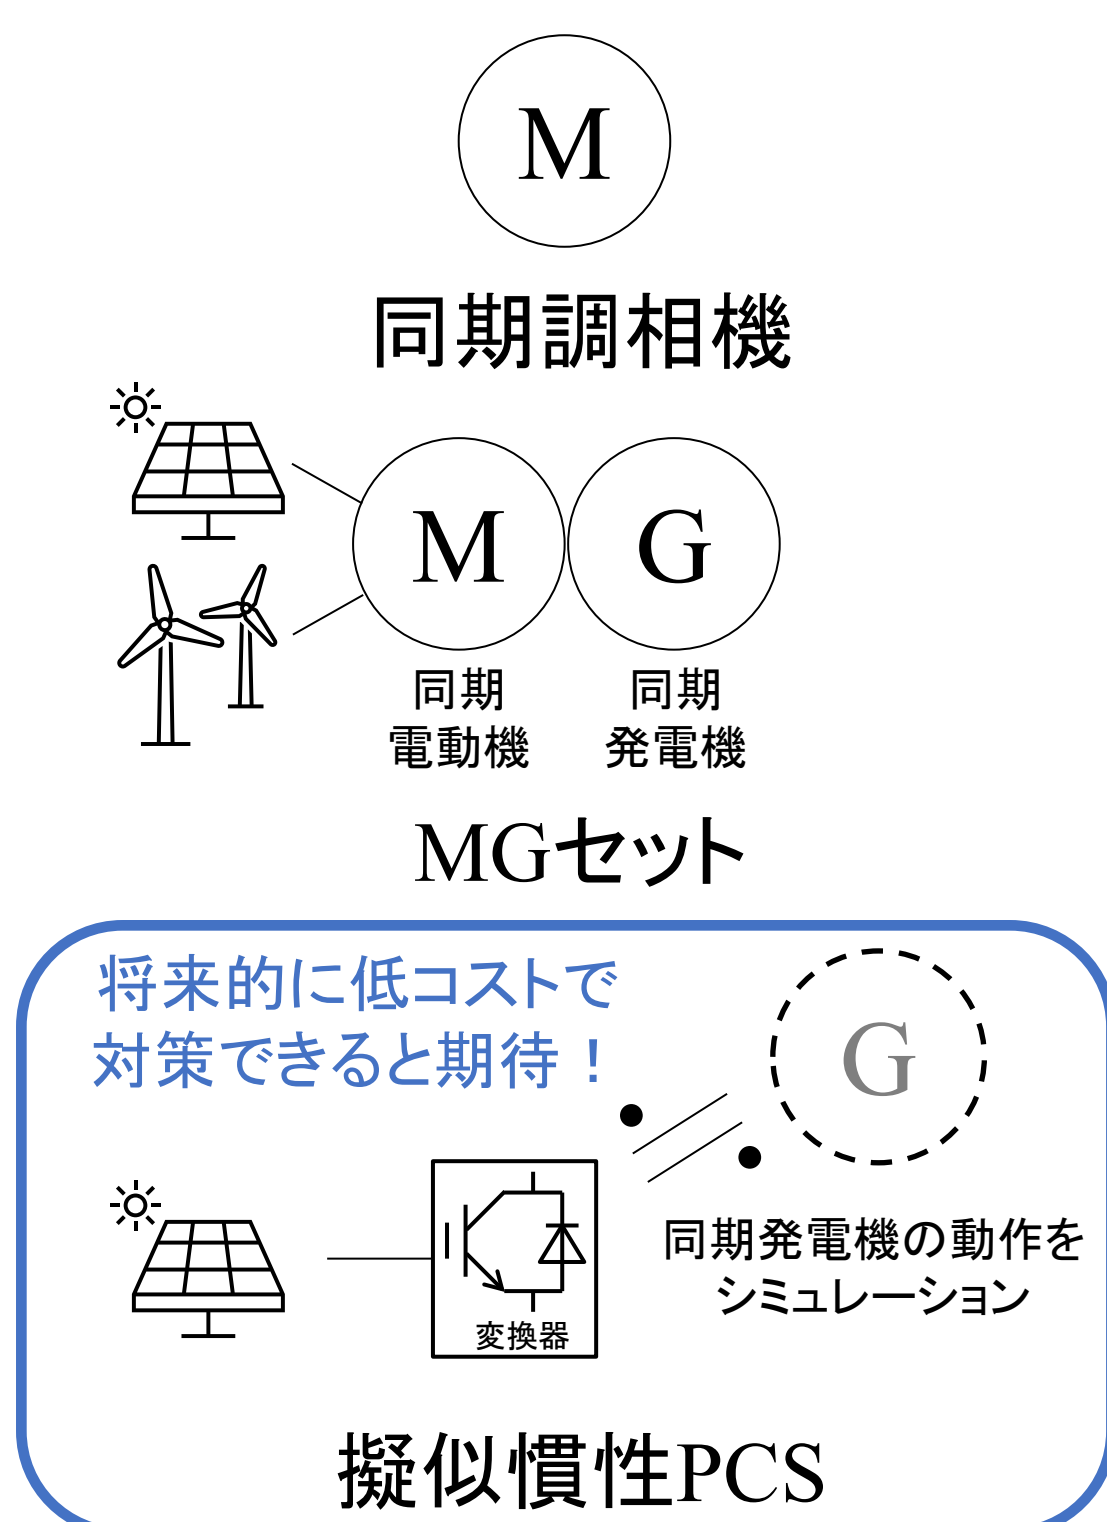 M
同期調相機
M G
同期 同期
電動機 発電機
MGセット
将来的に低コストで
対策できると期待！
G
同期発電機の動作を
シミュレーション
変換器
擬似慣性PCS